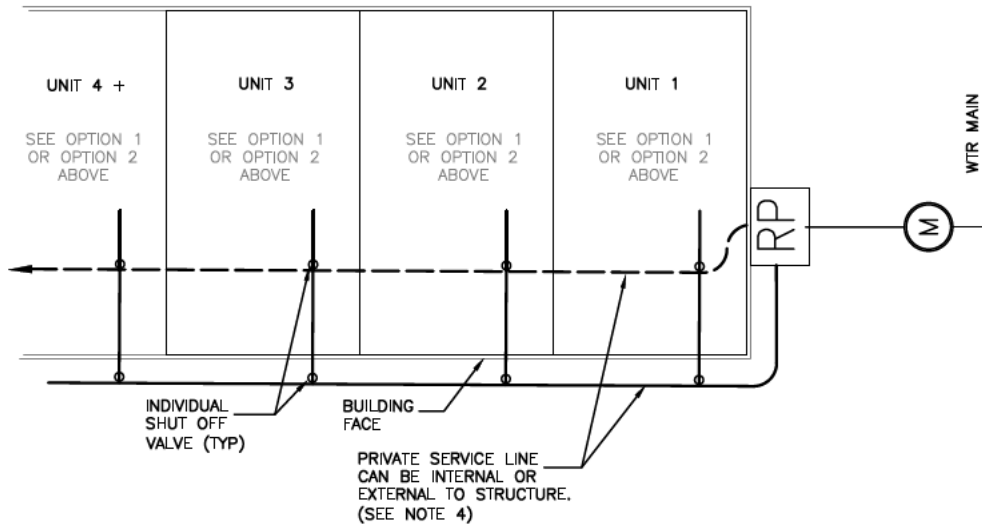 UNIT 4 +
UNIT 3
UNIT 2
UNIT 1
SEE OPTION 1
OR OPTION 2
ABOVE
SEE OPTION 1
OR OPTION 2
ABOVE
SEE OPTION 1
OR OPTION 2
ABOVE
SEE OPTION 1
OR OPTION 2
ABOVE
WTR MAIN
RP
M
INDIVIDUAL
SHUT OFF
VALVE (TYP)
BUILDING
FACE
PRIVATE SERVICE LINE
CAN BE INTERNAL OR
EXTERNAL TO STRUCTURE.
(SEE NOTE 4)